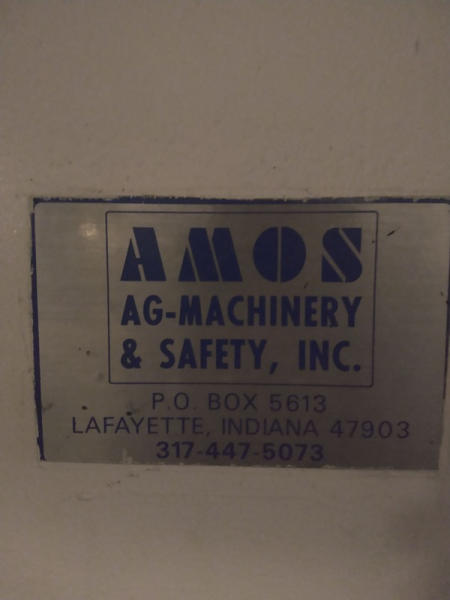 AMOS
AG-MACHINERY
& SAFETY, INC.
P.O. BOX 5613
LAFAYETTE, INDIANA 47903
317-447-5073